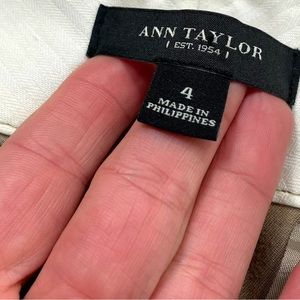 ANN TAYLOR
| EST. 1954 |
4
MADE IN
PHILIPPINES